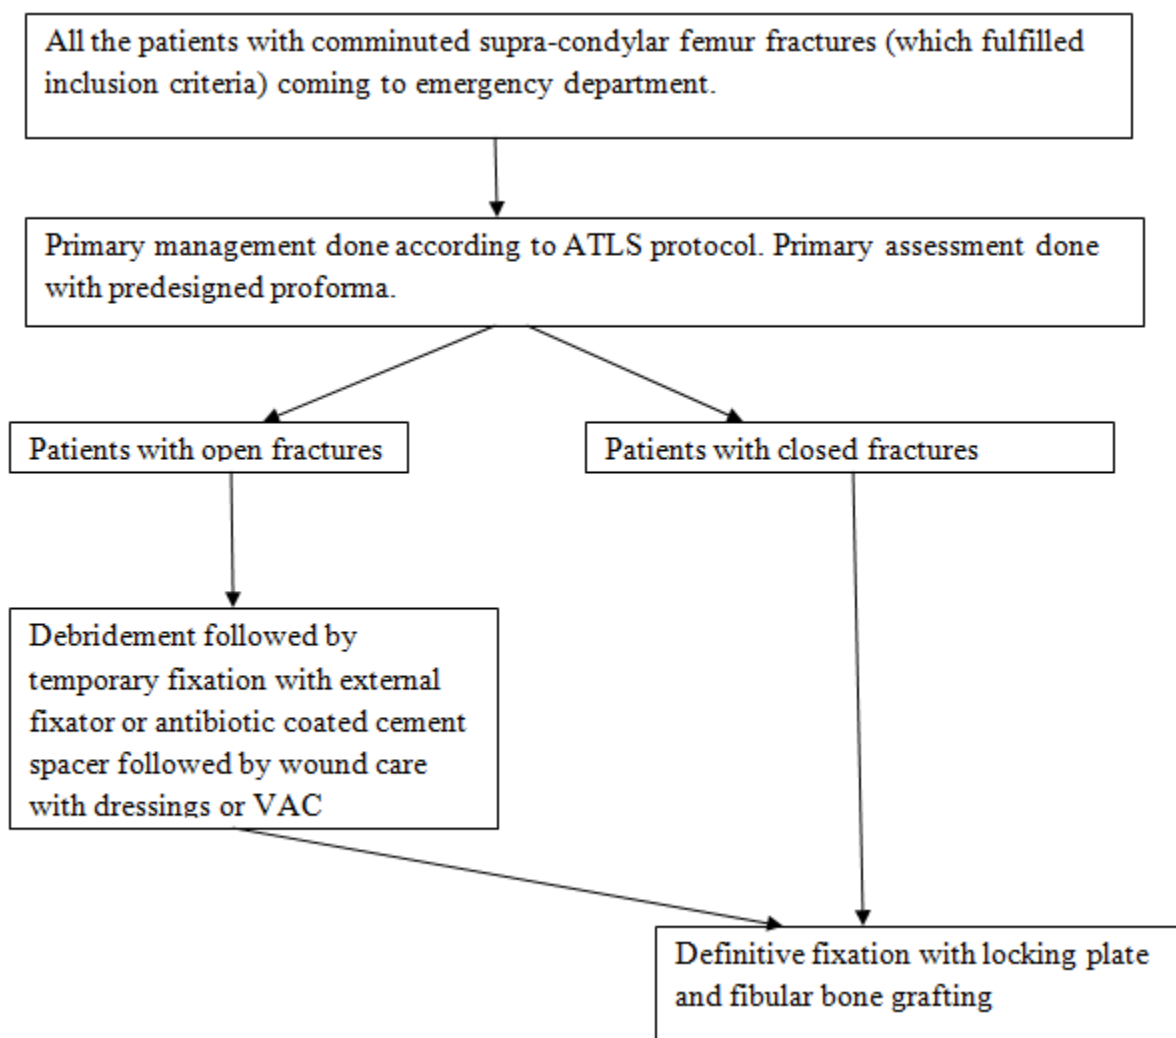 All the patients with comminuted supra-condylar femur fractures (which fulfilled
inclusion criteria) coming to emergency department.
Primary management done according to ATLS protocol. Primary assessment done
with predesigned proforma.
Patients with open fractures
Patients with closed fractures
Debridement followed by
temporary fixation with external
fixator or antibiotic coated cement
spacer followed by wound care
with dressings or VAC
Definitive fixation with locking plate
and fibular bone grafting